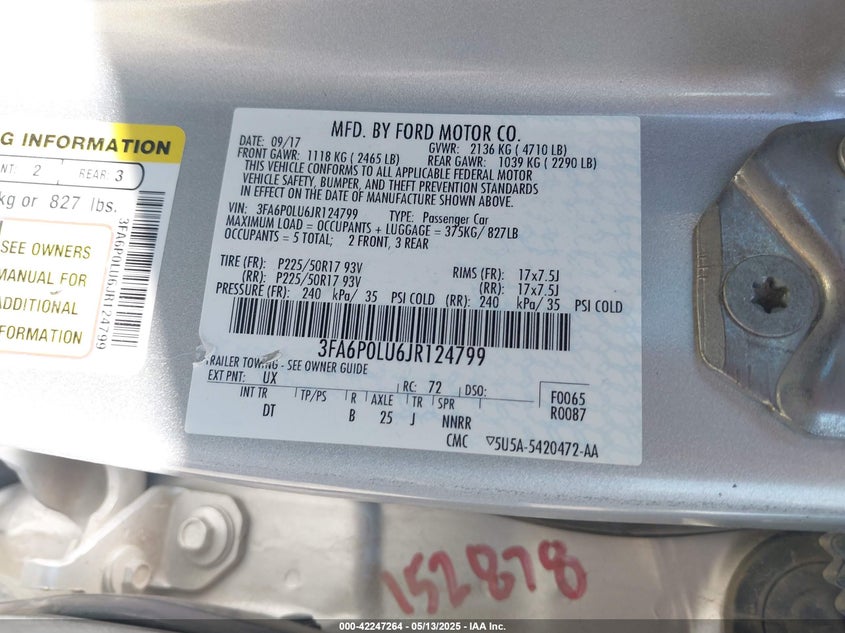 G INFORMATION
NT: 2 REAR: 3
kg or 827 lbs.
SEE OWNERS
MANUAL FOR
ADDITIONAL
INFORMATION
3FA6P0LU6JR124799
MFD. BY FORD MOTOR CO.
DATE: 09/17 GVWR: 2136 KG ( 4710 LB)
FRONT GAWR: 1118 KG ( 2465 LB) REAR GAWR: 1039 KG ( 2290 LB)
THIS VEHICLE CONFORMS TO ALL APPLICABLE FEDERAL MOTOR
VEHICLE SAFETY, BUMPER, AND THEFT PREVENTION STANDARDS
IN EFFECT ON THE DATE OF MANUFACTURE SHOWN ABOVE.
VIN: 3FA6P0LU6JR124799 TYPE: Passenger Car
MAXIMUM LOAD = OCCUPANTS + LUGGAGE = 375KG/ 827LB
OCCUPANTS = 5 TOTAL; 2 FRONT, 3 REAR
TIRE (FR): P225/50R17 93V RIMS (FR): 17x7.5J
(RR): P225/50R17 93V (RR): 17x7.5J
PRESSURE (FR): 240 kPa/ 35 PSI COLD (RR): 240 kPa/ 35 PSI COLD
3FA6P0LU6JR124799
TRAILER TOWING - SEE OWNER GUIDE
EXT PNT: UX RC: 72 DSO: F0065
INT TR TP/PS R AXLE TR SPR R0087
DT B 25 J NNRR
CMC ▽5U5A-5420472-AA
152878
000-42247264 - 05/13/2025 - IAA Inc.